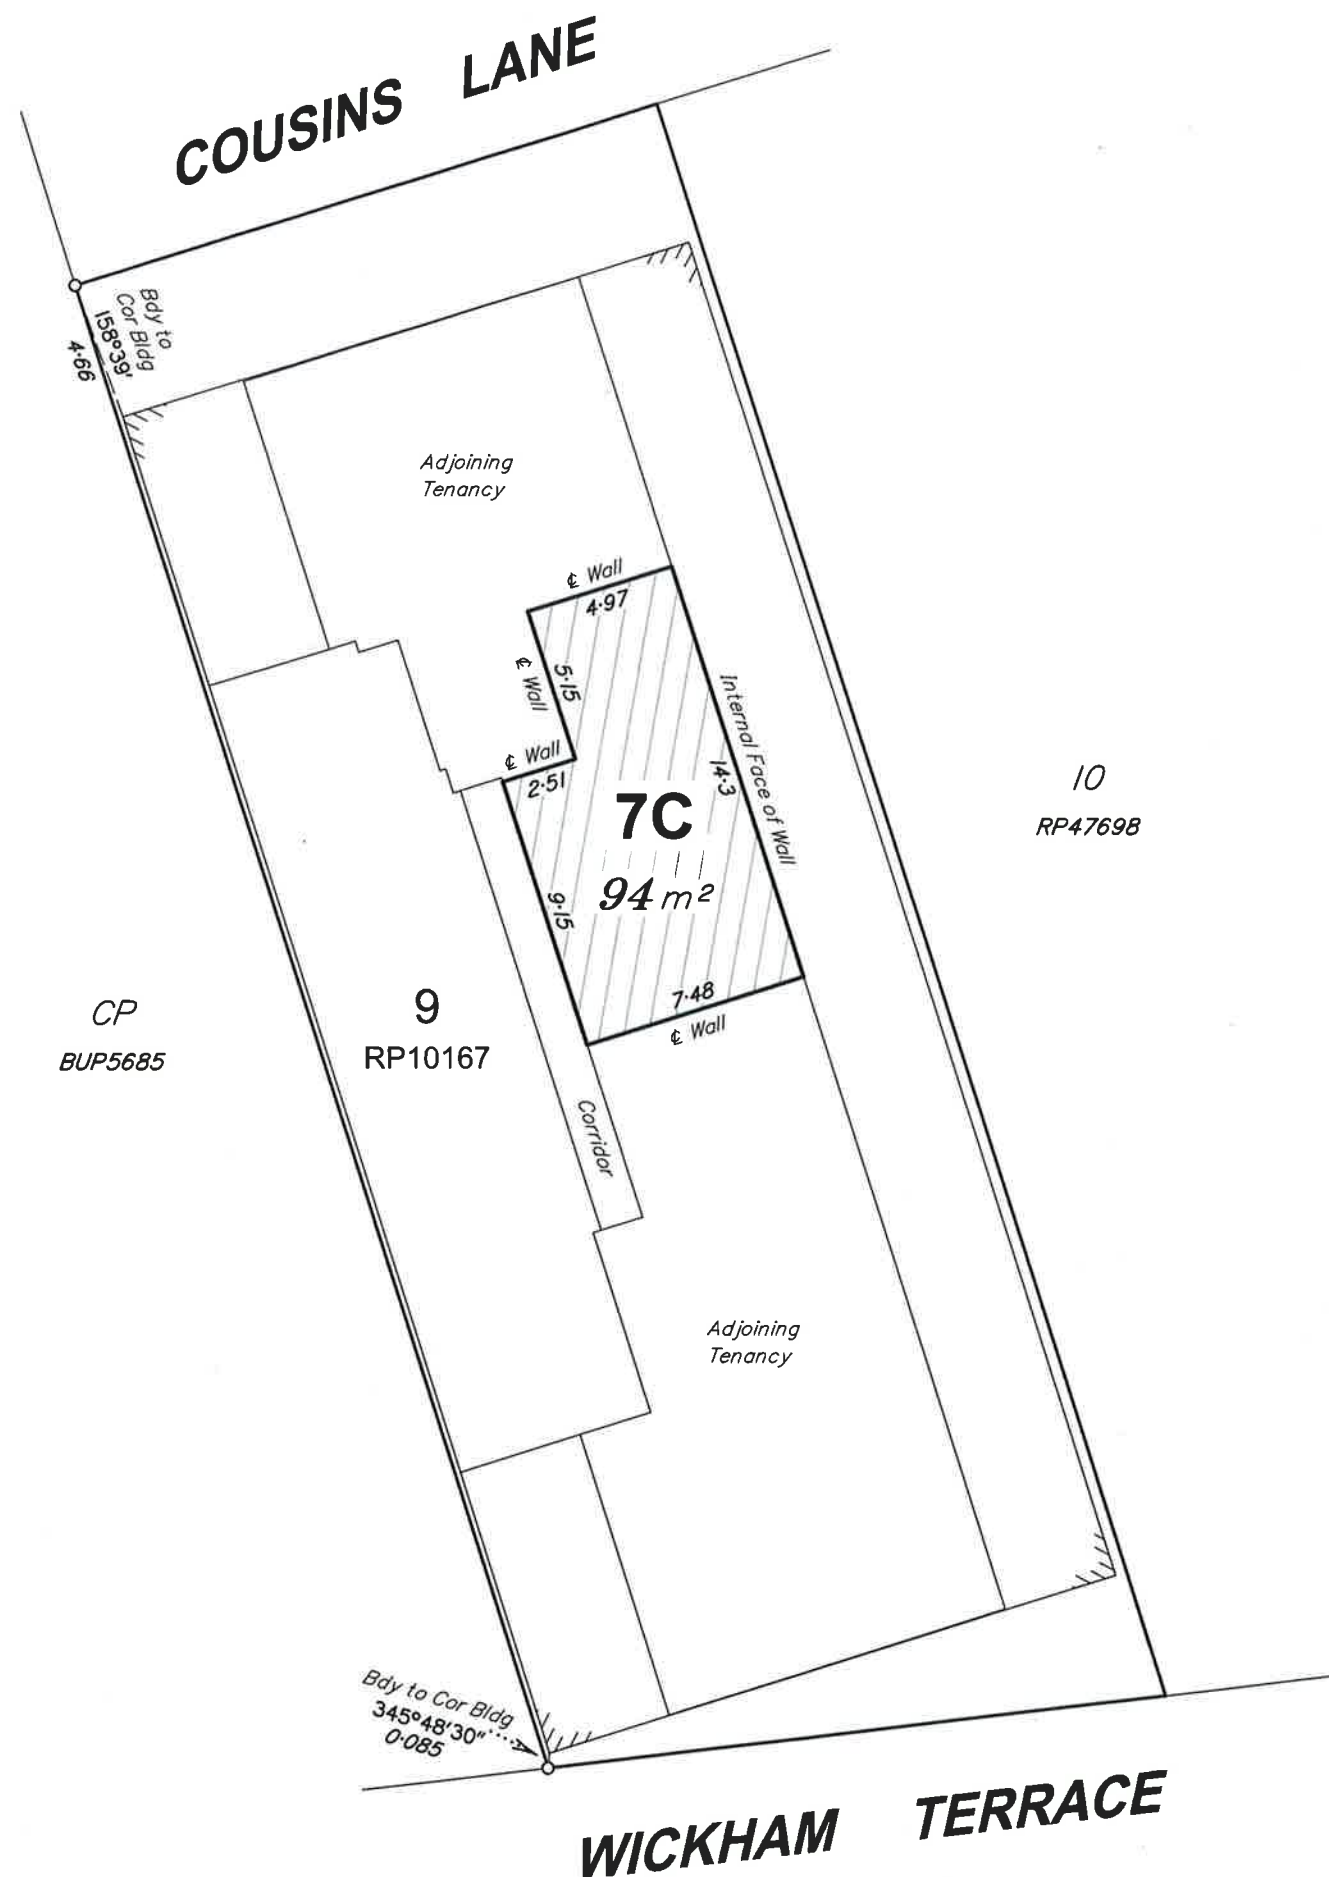 COUSINS LANE
Bdy to
Cor Bldg
158°39'
4·66
Adjoining
Tenancy
℄ Wall
4·97
℄ Wall
5·15
℄ Wall
2·51
Internal Face of Wall
14·3
7C
94 m²
9·15
7·48
℄ Wall
10
RP47698
CP
BUP5685
9
RP10167
Corridor
Adjoining
Tenancy
Bdy to Cor Bldg
345°48'30"
0·085
WICKHAM TERRACE